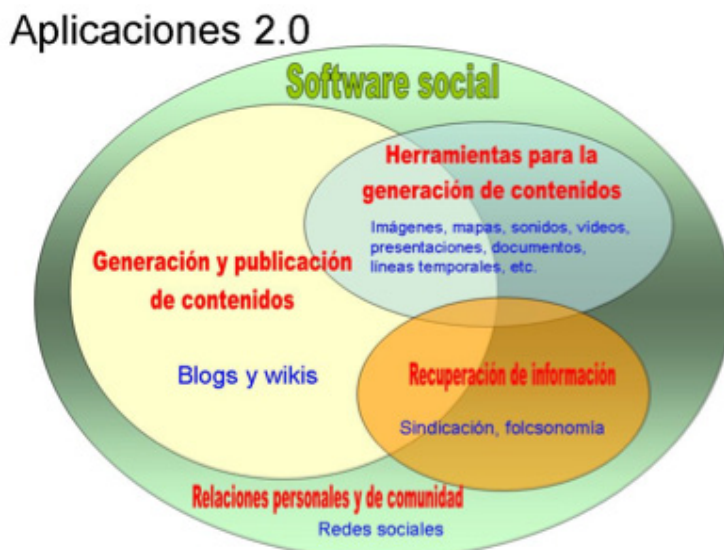 Aplicaciones 2.0
Software social
Herramientas para la
generación de contenidos
Imágenes, mapas, sonidos, vídeos,
presentaciones, documentos,
líneas temporales, etc.
Generación y publicación
de contenidos
Blogs y wikis
Recuperación de información
Sindicación, folcsonomía
Relaciones personales y de comunidad
Redes sociales